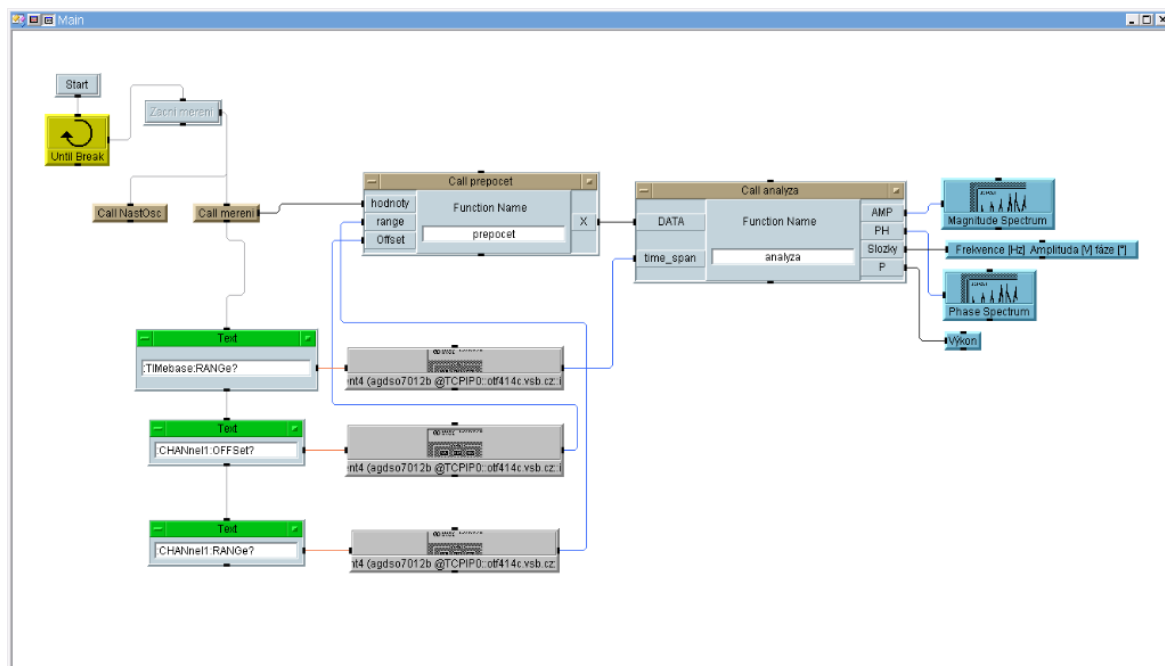 Main
Start
Zacni mereni
Until Break
Call NastOsc
Call mereni
Call prepocet
hodnoty
range
Offset
Function Name
prepocet
X
Call analyza
DATA
time_span
Function Name
analyza
AMP
PH
Slozky
P
Magnitude Spectrum
Frekvence [Hz] Amplituda [V] fáze [°]
Phase Spectrum
Výkon
Text
:TIMebase:RANGe?
ent4 (agdso7012b @TCPIP0::otf414c.vsb.cz::i
Text
:CHANnel1:OFFSet?
ent4 (agdso7012b @TCPIP0::otf414c.vsb.cz::i
Text
:CHANnel1:RANGe?
nt4 (agdso7012b @TCPIP0::otf414c.vsb.cz: